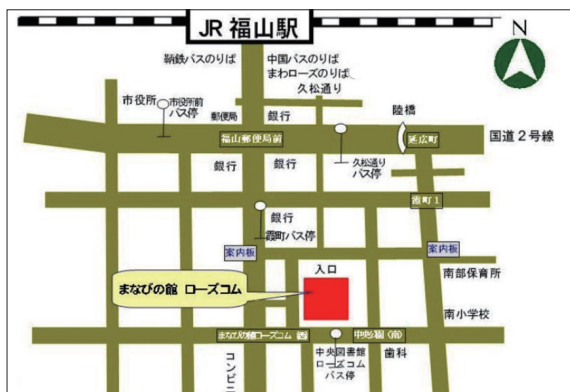 JR 福山駅
N
鞆鉄バスのりば
中国バスのりば
まわローズのりば
久松通り
市役所
市役所前
バス停
郵便局
銀行
陸橋
福山郵便局前
延広町
国道2号線
銀行
銀行
久松通り
バス停
霞町1
銀行
霞町バス停
案内板
案内板
入口
南部保育所
まなびの館 ローズコム
南小学校
まなびの館ローズコム 西
中央図書館
ローズコム
バス停
歯科
コンビニ